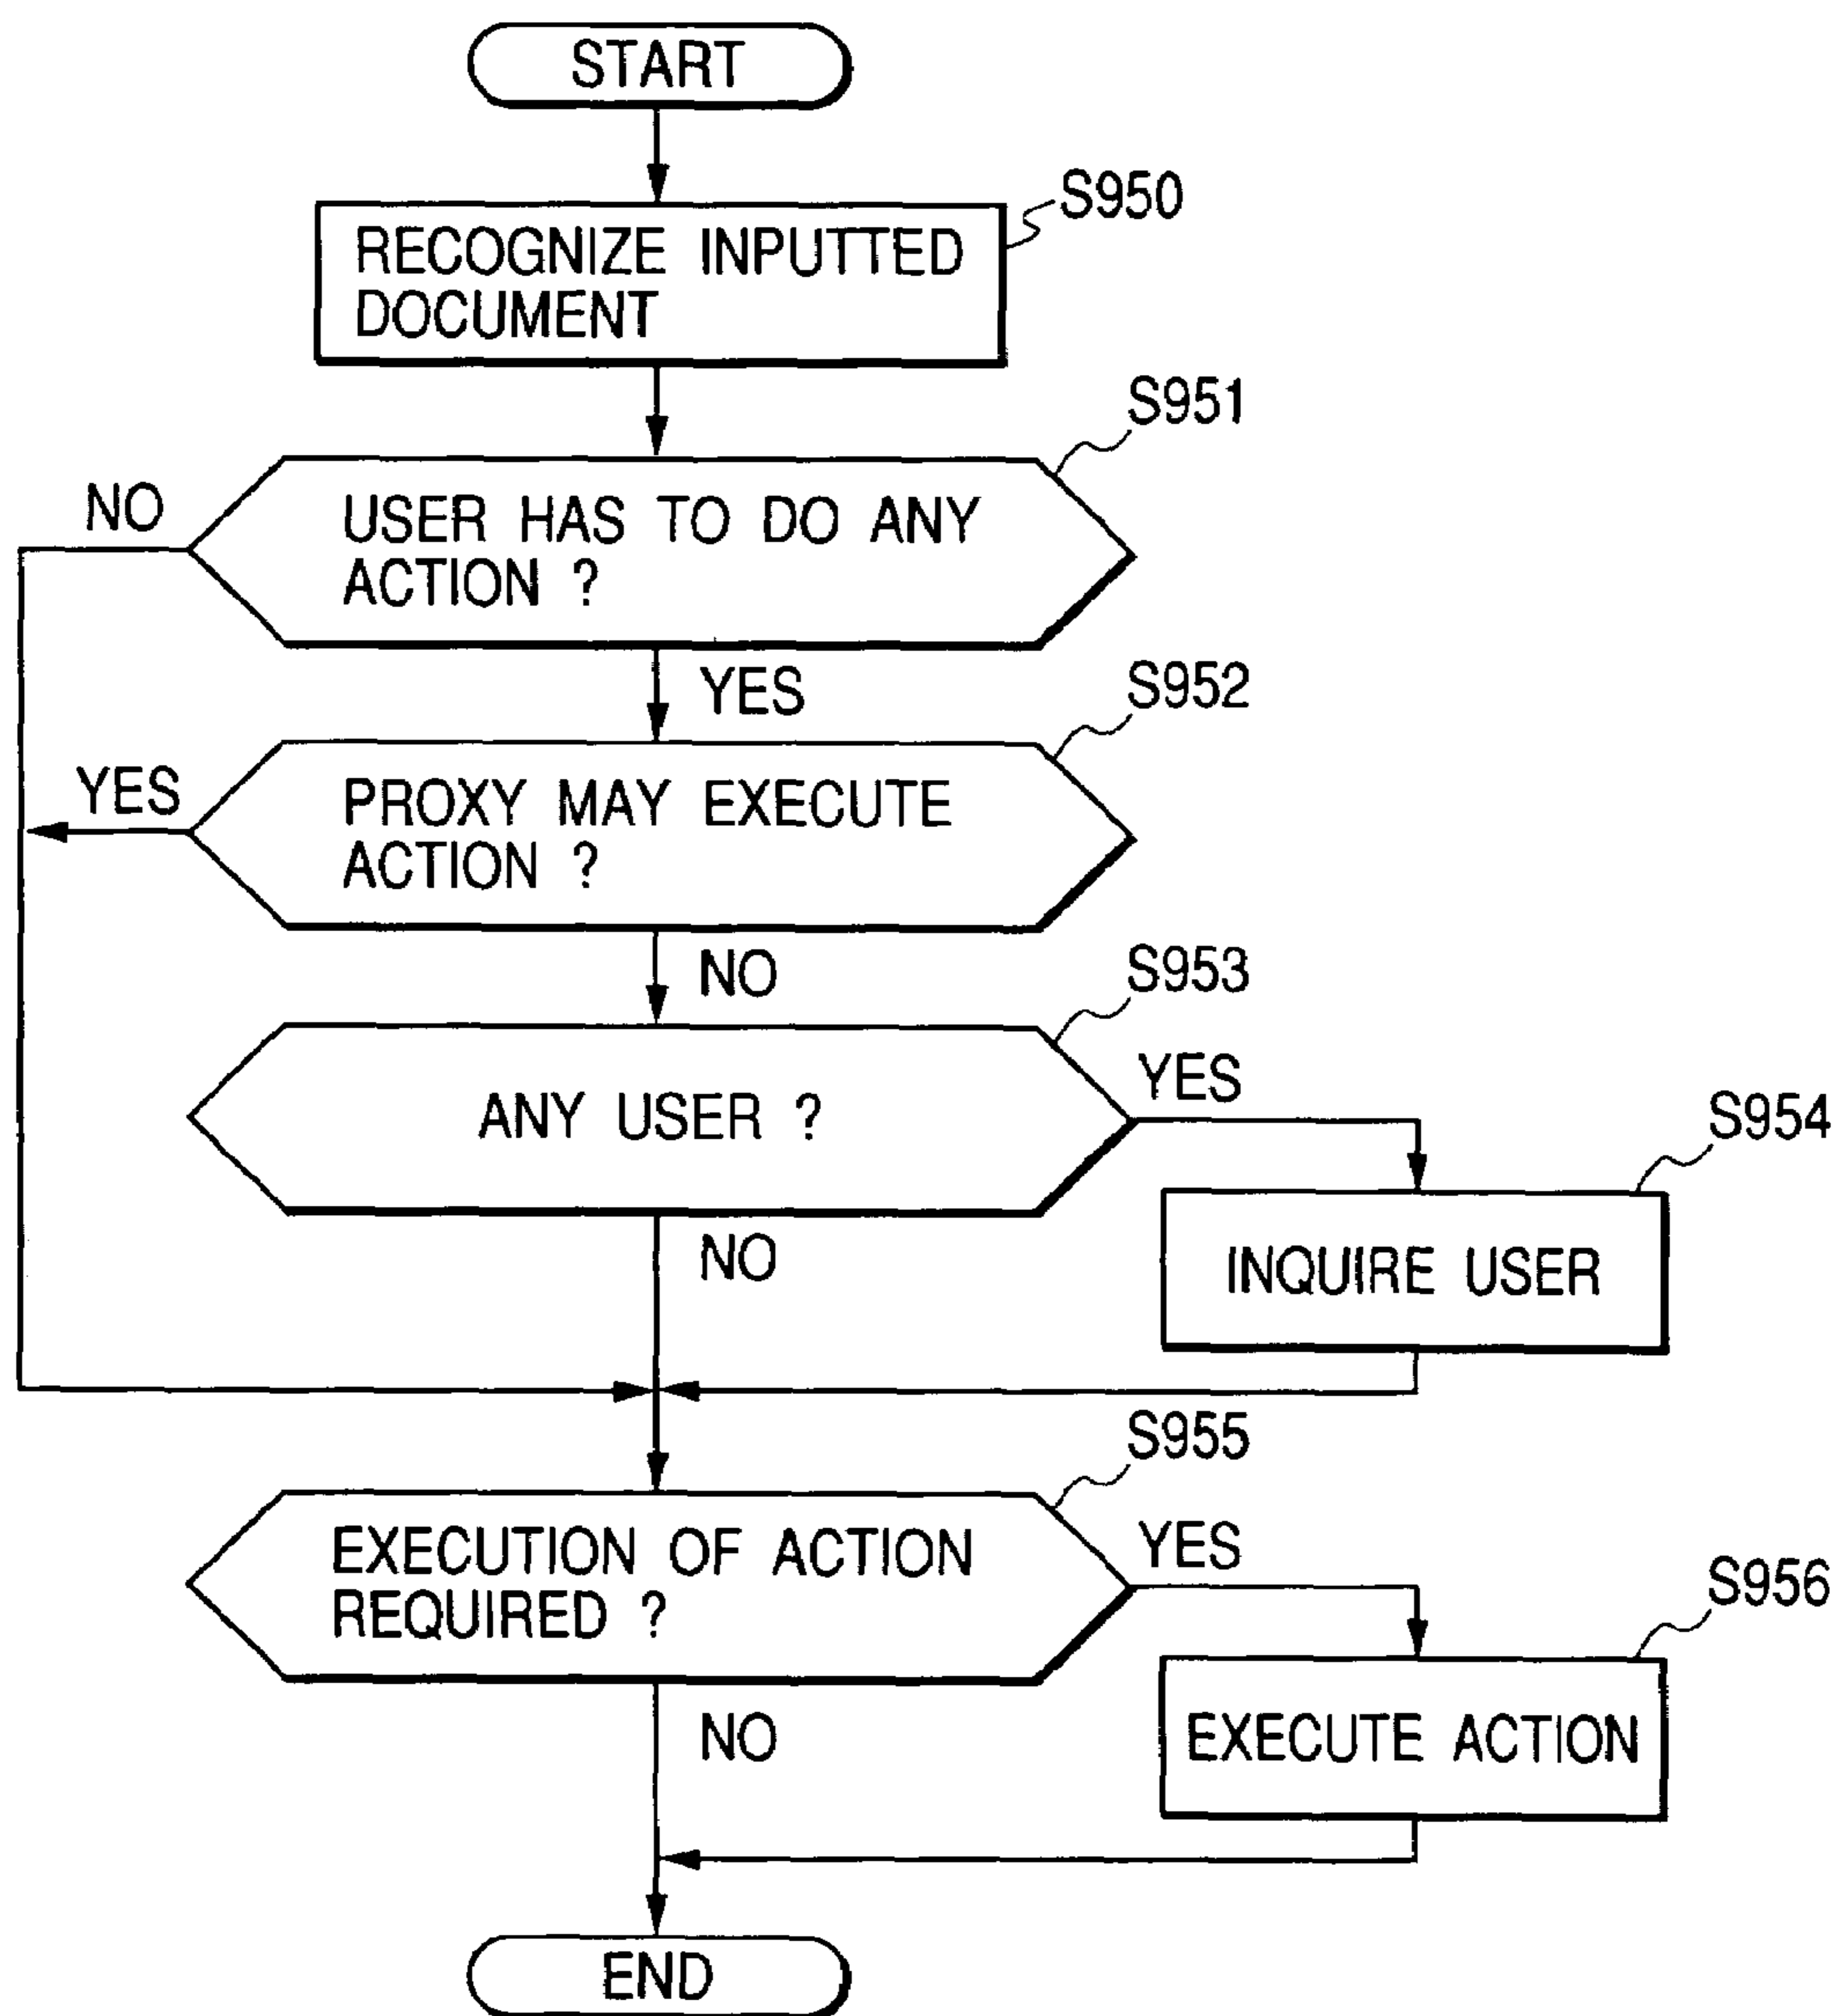 START
S950
RECOGNIZE INPUTTED
DOCUMENT
S951
NO
USER HAS TO DO ANY
ACTION ?
YES
S952
YES
PROXY MAY EXECUTE
ACTION ?
NO
S953
YES
ANY USER ?
S954
NO
INQUIRE USER
S955
EXECUTION OF ACTION
REQUIRED ?
YES
S956
NO
EXECUTE ACTION
END